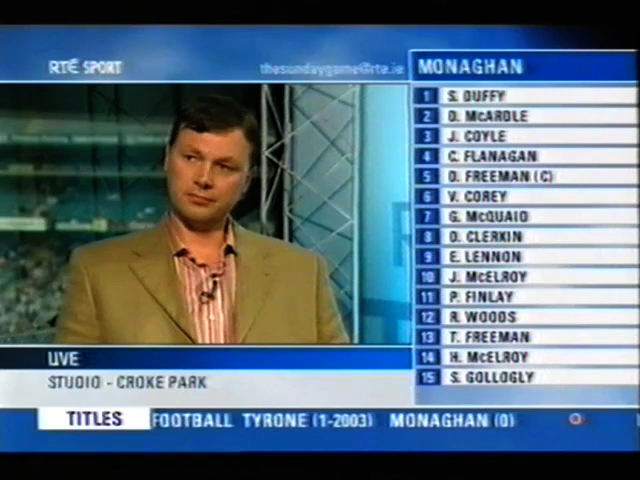 RTÉ SPORT
thesundaygame@rte.ie
MONAGHAN
1 S. DUFFY
2 D. McARDLE
3 J. COYLE
4 C. FLANAGAN
5 D. FREEMAN (C)
6 V. COREY
7 G. McQUAID
8 D. CLERKIN
9 E. LENNON
10 J. McELROY
11 P. FINLAY
12 R. WOODS
13 T. FREEMAN
14 H. McELROY
15 S. GOLLOGLY
LIVE
STUDIO - CROKE PARK
TITLES FOOTBALL TYRONE (1-2003) MONAGHAN (0)